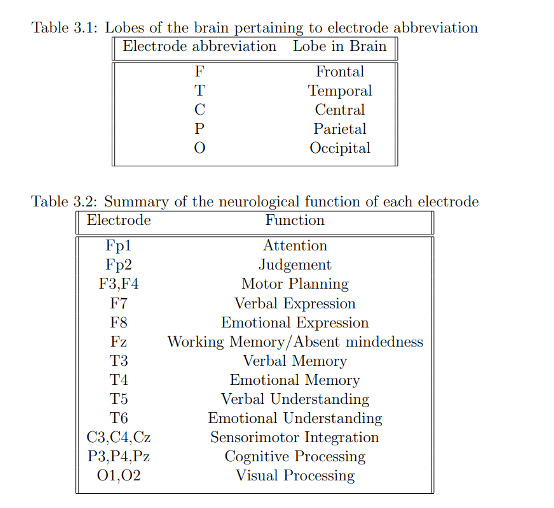 Table 3.1: Lobes of the brain pertaining to electrode abbreviation
Electrode abbreviation Lobe in Brain
F Frontal
T Temporal
C Central
P Parietal
O Occipital
Table 3.2: Summary of the neurological function of each electrode
Electrode Function
Fp1 Attention
Fp2 Judgement
F3,F4 Motor Planning
F7 Verbal Expression
F8 Emotional Expression
Fz Working Memory/Absent mindedness
T3 Verbal Memory
T4 Emotional Memory
T5 Verbal Understanding
T6 Emotional Understanding
C3,C4,Cz Sensorimotor Integration
P3,P4,Pz Cognitive Processing
O1,O2 Visual Processing